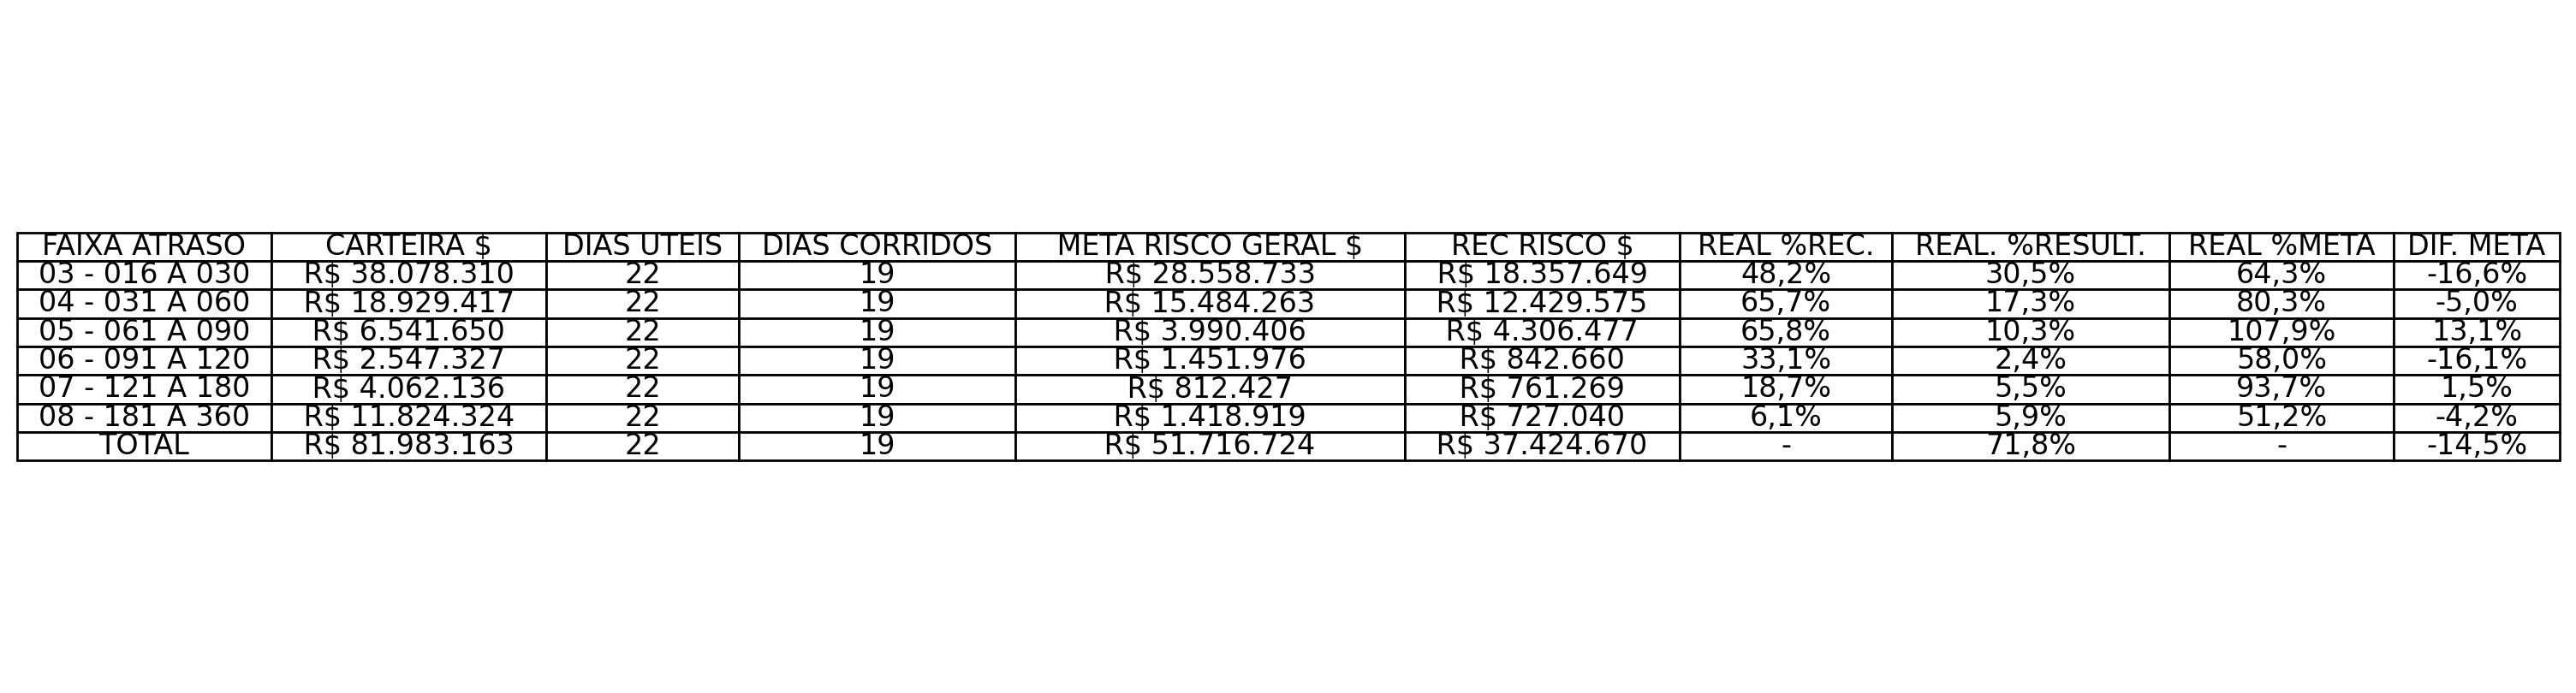 FAIXA ATRASO CARTEIRA $ DIAS UTEIS DIAS CORRIDOS META RISCO GERAL $ REC RISCO $ REAL %REC. REAL. %RESULT. REAL %META DIF. META
03 - 016 A 030 R$ 38.078.310 22 19 R$ 28.558.733 R$ 18.357.649 48,2% 30,5% 64,3% -16,6%
04 - 031 A 060 R$ 18.929.417 22 19 R$ 15.484.263 R$ 12.429.575 65,7% 17,3% 80,3% -5,0%
05 - 061 A 090 R$ 6.541.650 22 19 R$ 3.990.406 R$ 4.306.477 65,8% 10,3% 107,9% 13,1%
06 - 091 A 120 R$ 2.547.327 22 19 R$ 1.451.976 R$ 842.660 33,1% 2,4% 58,0% -16,1%
07 - 121 A 180 R$ 4.062.136 22 19 R$ 812.427 R$ 761.269 18,7% 5,5% 93,7% 1,5%
08 - 181 A 360 R$ 11.824.324 22 19 R$ 1.418.919 R$ 727.040 6,1% 5,9% 51,2% -4,2%
TOTAL R$ 81.983.163 22 19 R$ 51.716.724 R$ 37.424.670 - 71,8% - -14,5%